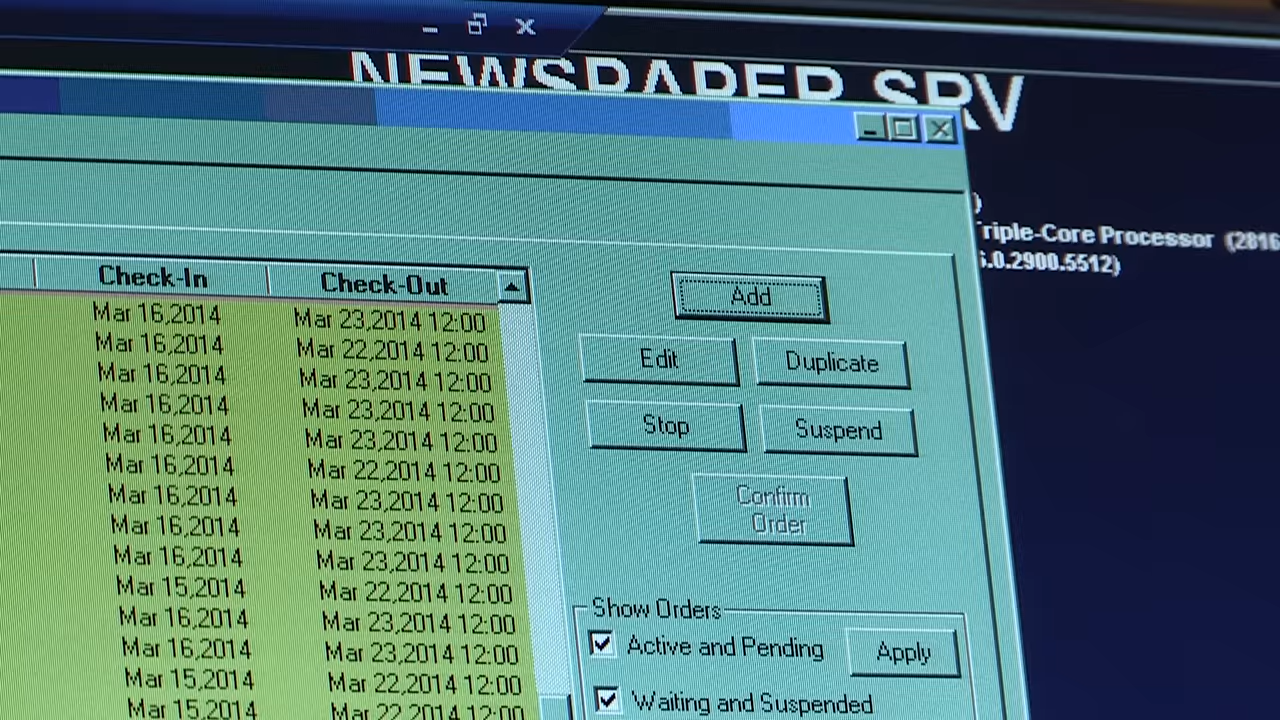 NEWSPAPER SRV
)
Triple-Core Processor (2816
6.0.2900.5512)
Check-In Check-Out
Mar 16,2014 Mar 23,2014 12:00
Mar 16,2014 Mar 22,2014 12:00
Mar 16,2014 Mar 23,2014 12:00
Mar 16,2014 Mar 23,2014 12:00
Mar 16,2014 Mar 23,2014 12:00
Mar 16,2014 Mar 22,2014 12:00
Mar 16,2014 Mar 23,2014 12:00
Mar 16,2014 Mar 23,2014 12:00
Mar 16,2014 Mar 23,2014 12:00
Mar 15,2014 Mar 22,2014 12:00
Mar 16,2014 Mar 23,2014 12:00
Mar 16,2014 Mar 23,2014 12:00
Mar 15,2014 Mar 22,2014 12:00
Mar 15,2014 Mar 22,2014 12:00
Add
Edit Duplicate
Stop Suspend
Confirm
Order
Show Orders
Active and Pending Apply
Waiting and Suspended